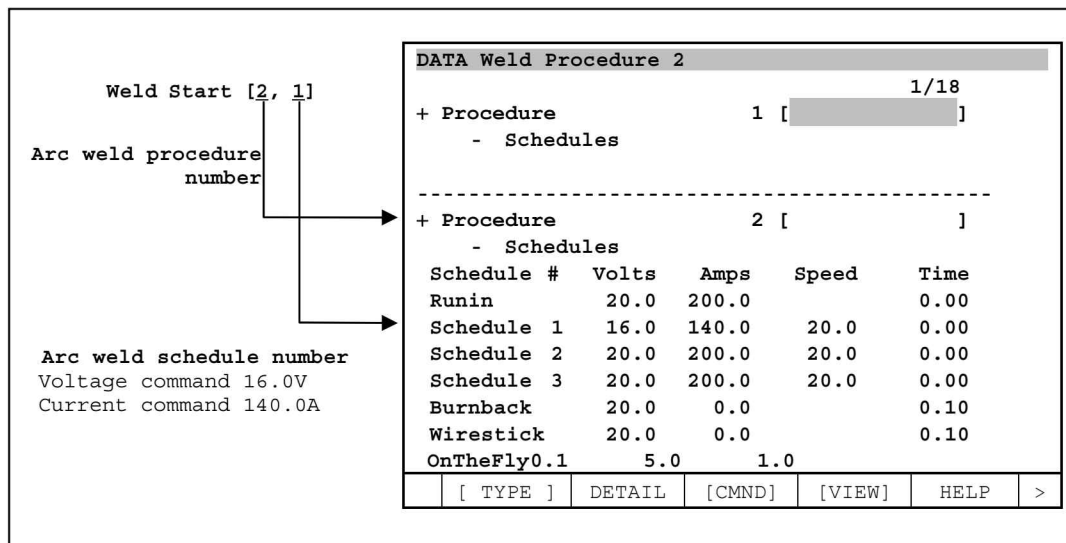 Weld Start [2, 1]
Arc weld procedure
number
Arc weld schedule number
Voltage command 16.0V
Current command 140.0A
DATA Weld Procedure 2
1/18
+ Procedure 1 [ ]
- Schedules
----------------------------------------------
+ Procedure 2 [ ]
- Schedules
Schedule # Volts Amps Speed Time
Runin 20.0 200.0 0.00
Schedule 1 16.0 140.0 20.0 0.00
Schedule 2 20.0 200.0 20.0 0.00
Schedule 3 20.0 200.0 20.0 0.00
Burnback 20.0 0.0 0.10
Wirestick 20.0 0.0 0.10
OnTheFly0.1 5.0 1.0
[ TYPE ] DETAIL [CMND] [VIEW] HELP >